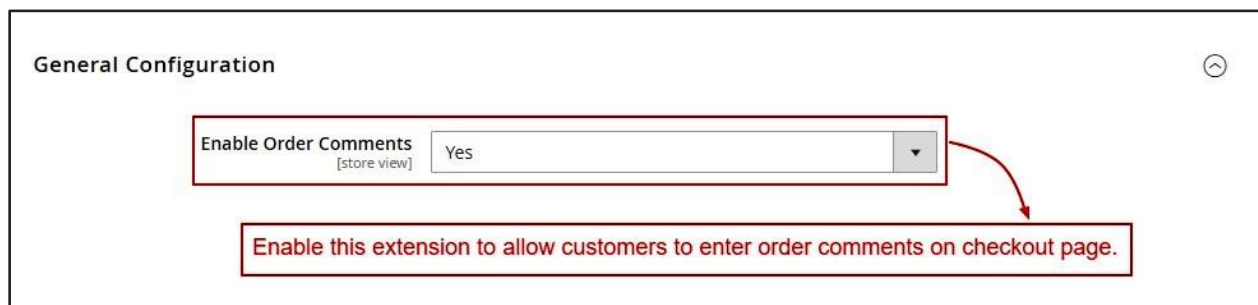 General Configuration
Enable Order Comments
[store view]
Yes
Enable this extension to allow customers to enter order comments on checkout page.